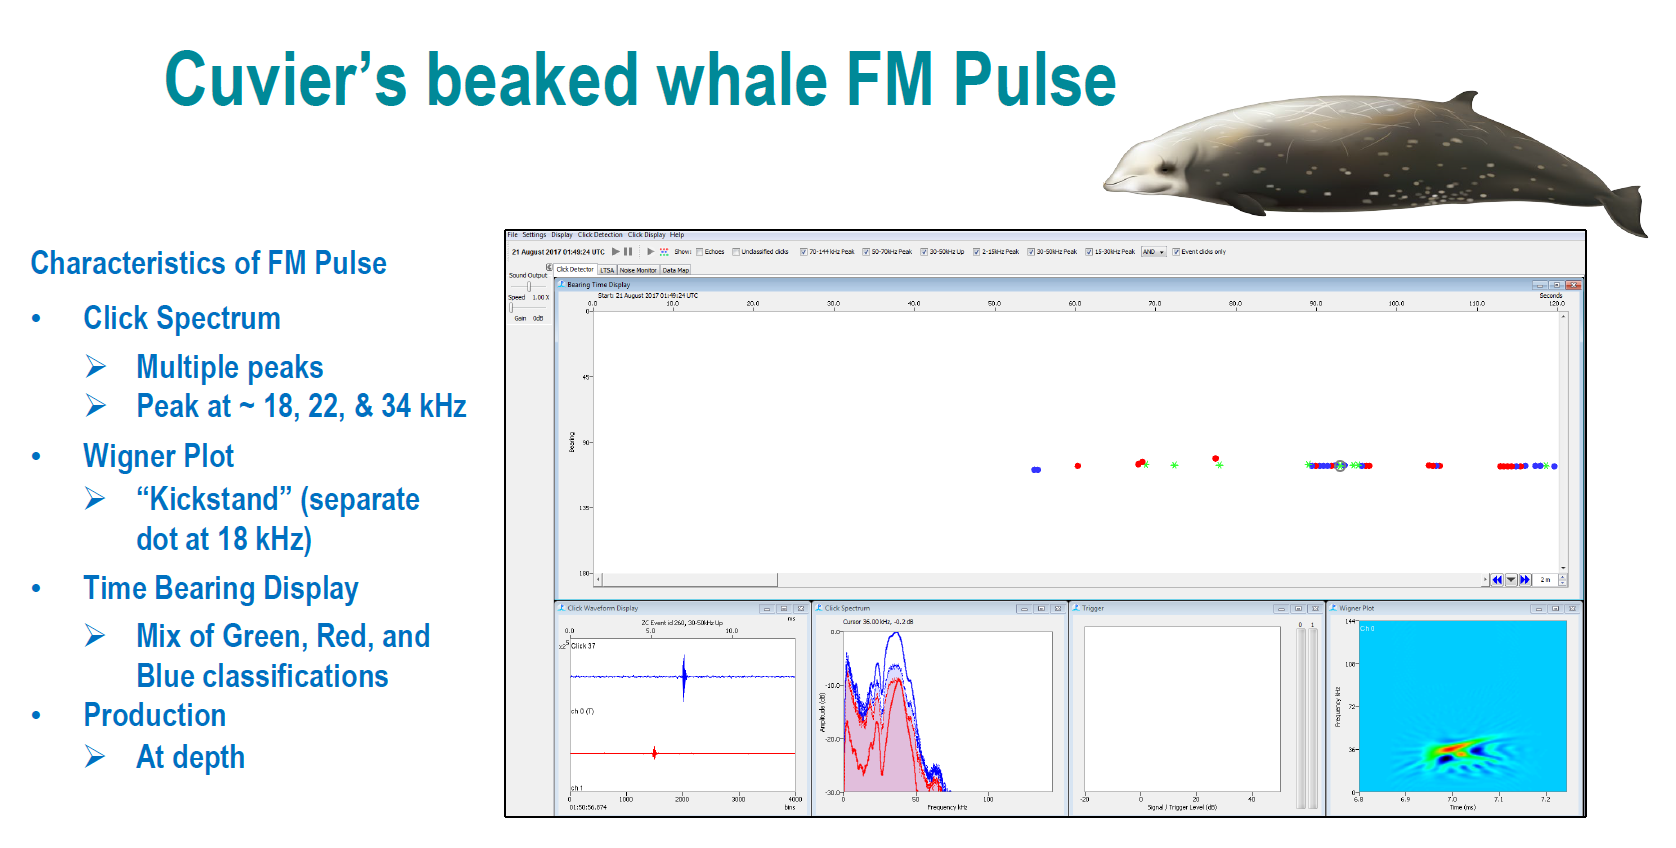 Cuvier's beaked whale FM Pulse
Characteristics of FM Pulse
• Click Spectrum
➢ Multiple peaks
➢ Peak at ~ 18, 22, & 34 kHz
• Wigner Plot
➢ “Kickstand” (separate
dot at 18 kHz)
• Time Bearing Display
➢ Mix of Green, Red, and
Blue classifications
• Production
➢ At depth
File Settings Display Click Detection Click Display Help
21 August 2017 01:49:24 UTC Show: Echoes Unclassified clicks 70-144 kHz Peak 50-70kHz Peak 30-50kHz Up 2-15kHz Peak 30-50kHz Peak 15-30kHz Peak AND Event clicks only
Click Detector LTSA Noise Monitor Data Map
Sound Output
Speed 1.00 X
Gain 0dB
Bearing Time Display
Start: 21 August 2017 01:49:24 UTC Seconds
0.0 10.0 20.0 30.0 40.0 50.0 60.0 70.0 80.0 90.0 100.0 110.0 120.0
0
45
90
135
180
Bearing
2 m
Click Waveform Display
ZC Event id 260, 30-50kHz Up ms
0.0 5.0 10.0
Click 37
ch 0 (T)
ch 1
0 1000 2000 3000 4000
01:50:56.874 bins
Click Spectrum
Cursor 36.00 kHz, -0.2 dB
0.0
-10.0
-20.0
-30.0
Amplitude (dB)
0 50 100
Frequency kHz
Trigger
0 1
-20 0 20 40
Signal / Trigger Level (dB)
Wigner Plot
Ch 0
144
108
72
36
0
Frequency kHz
6.8 6.9 7.0 7.1 7.2
Time (ms)